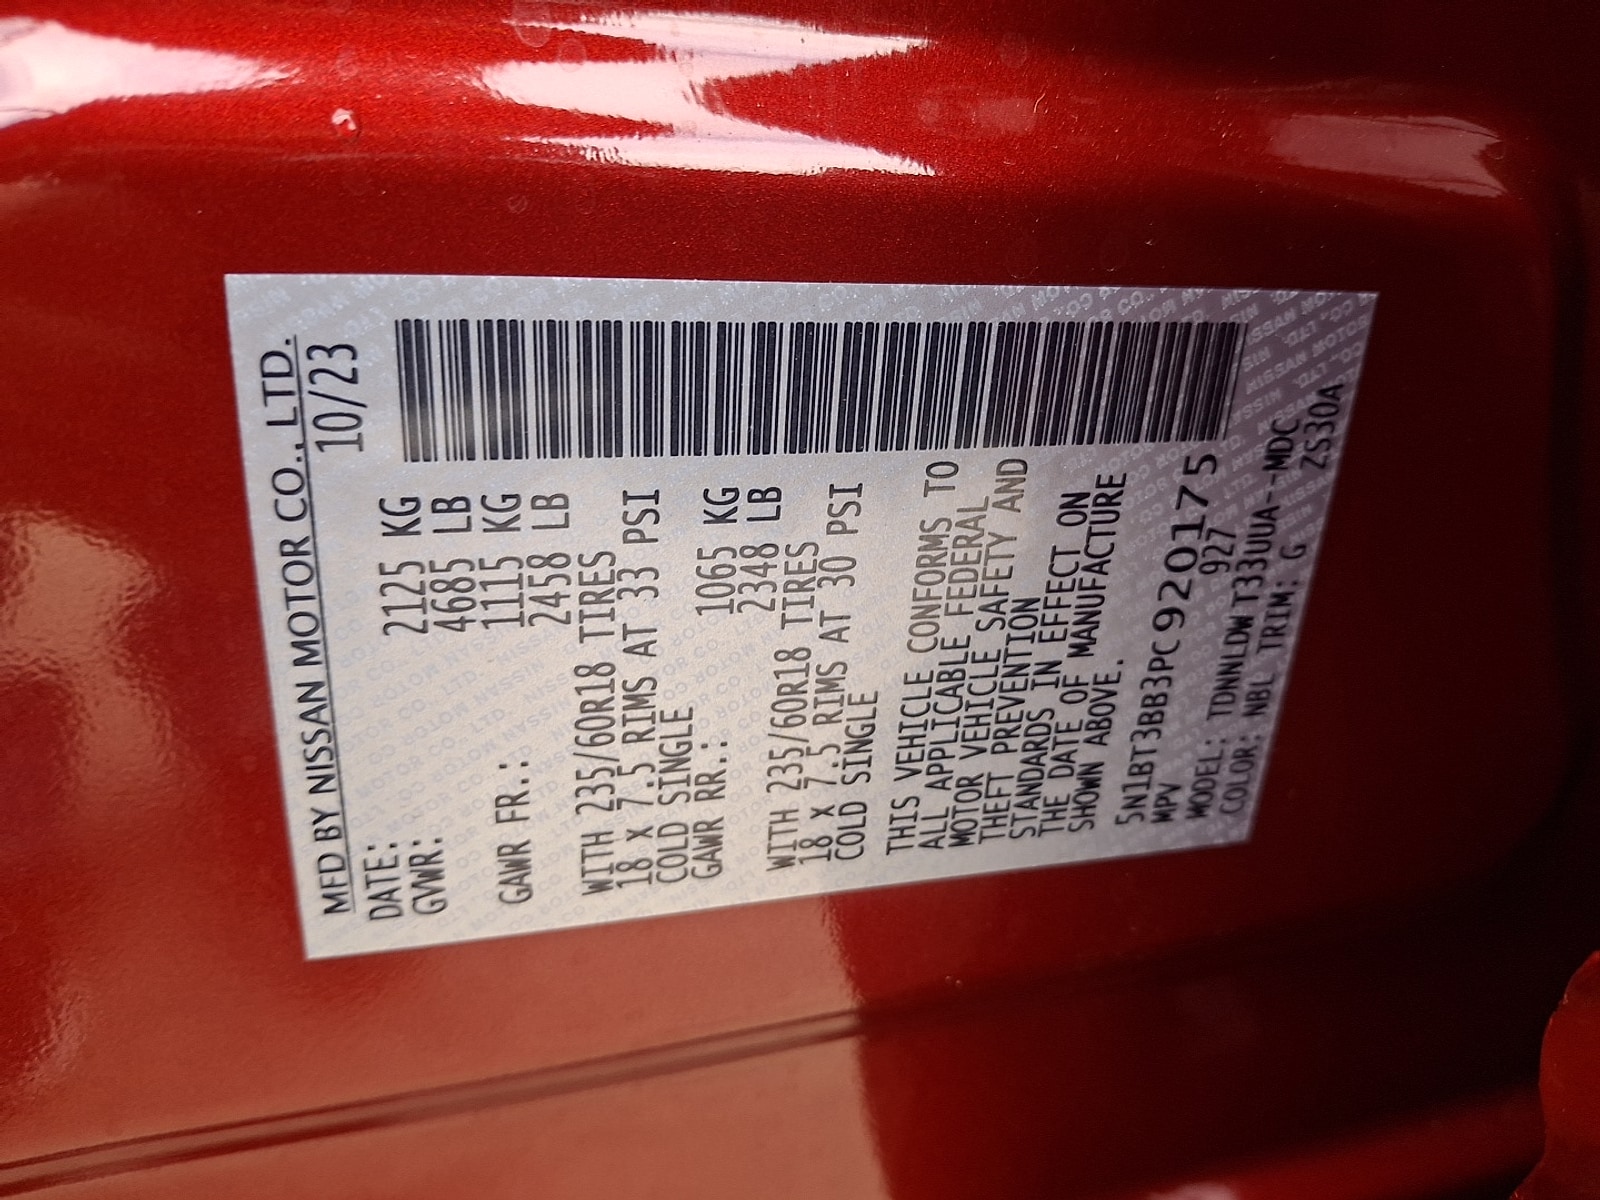 MFD BY NISSAN MOTOR CO., LTD.
DATE: 10/23
GVWR: 2125 KG
4685 LB
GAWR FR.: 1115 KG
2458 LB
WITH 235/60R18 TIRES
18 X 7.5 RIMS AT 33 PSI
COLD SINGLE
GAWR RR.: 1065 KG
2348 LB
WITH 235/60R18 TIRES
18 X 7.5 RIMS AT 30 PSI
COLD SINGLE
THIS VEHICLE CONFORMS TO
ALL APPLICABLE FEDERAL
MOTOR VEHICLE SAFETY AND
THEFT PREVENTION
STANDARDS IN EFFECT ON
THE DATE OF MANUFACTURE
SHOWN ABOVE.
5N1BT3BB3PC920175
MPV 927
MODEL: TDNNLDWT33UUA--MDC
COLOR: NBL TRIM: G ZS30A